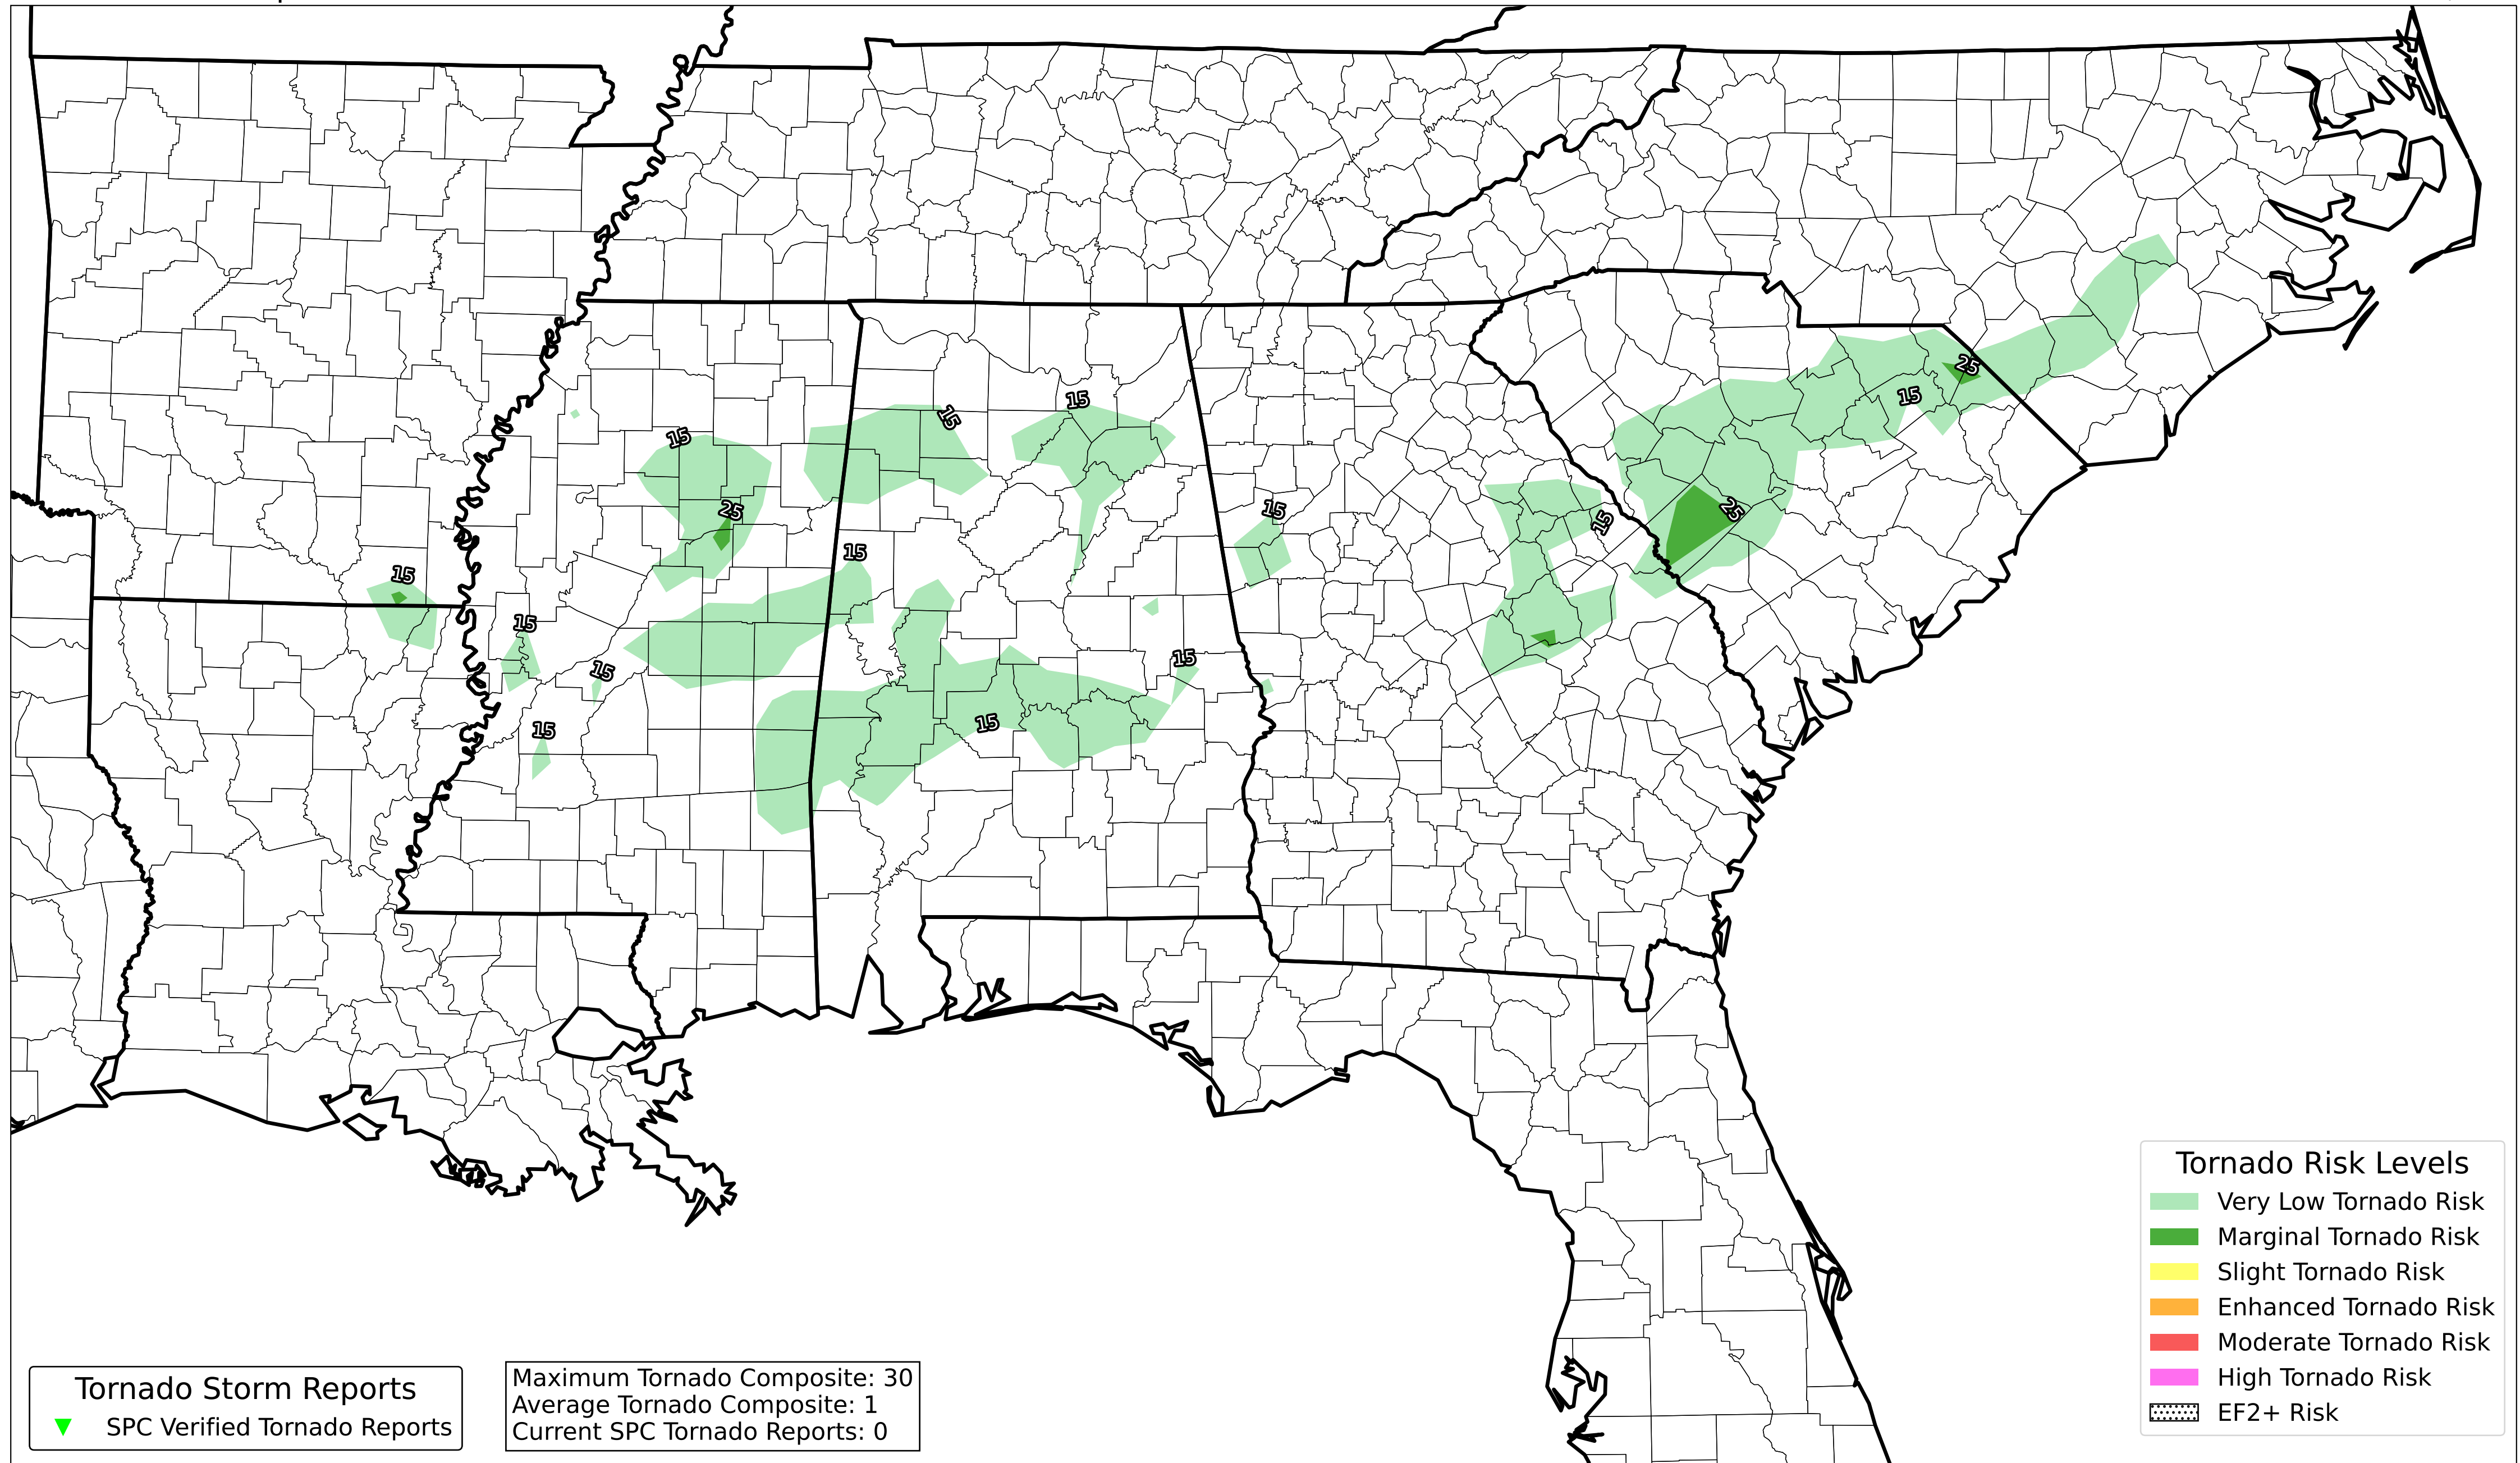 25
15
15
15
15
25
15
25
15
15
15
15
15
15
15
15
Tornado Risk Levels
Very Low Tornado Risk
Marginal Tornado Risk
Slight Tornado Risk
Enhanced Tornado Risk
Moderate Tornado Risk
High Tornado Risk
EF2+ Risk
Tornado Storm Reports
SPC Verified Tornado Reports
Maximum Tornado Composite: 30
Average Tornado Composite: 1
Current SPC Tornado Reports: 0